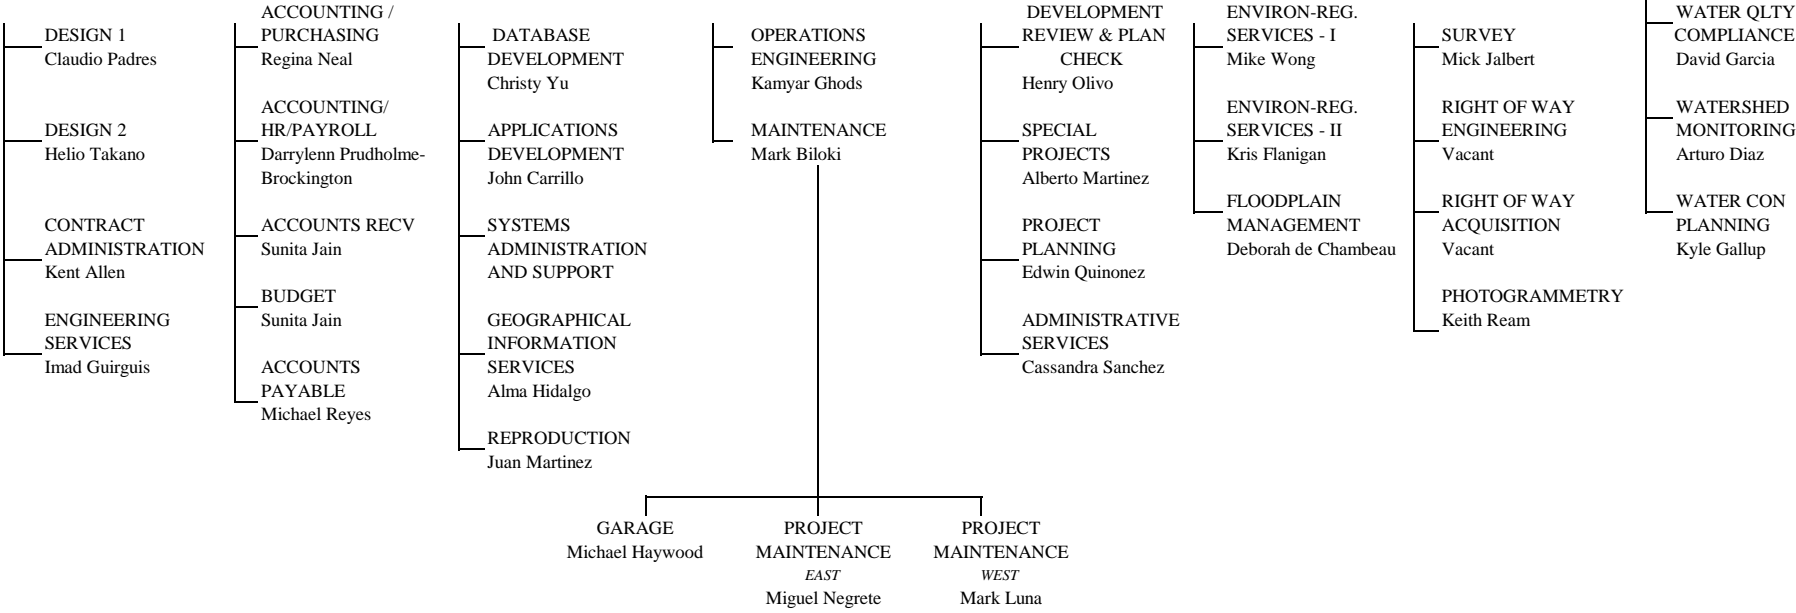 DESIGN 1
Claudio Padres
DESIGN 2
Helio Takano
CONTRACT
ADMINISTRATION
Kent Allen
ENGINEERING
SERVICES
Imad Guirguis
ACCOUNTING /
PURCHASING
Regina Neal
ACCOUNTING/
HR/PAYROLL
Darrylenn Prudholme-
Brockington
ACCOUNTS RECV
Sunita Jain
BUDGET
Sunita Jain
ACCOUNTS
PAYABLE
Michael Reyes
DATABASE
DEVELOPMENT
Christy Yu
APPLICATIONS
DEVELOPMENT
John Carrillo
SYSTEMS
ADMINISTRATION
AND SUPPORT
GEOGRAPHICAL
INFORMATION
SERVICES
Alma Hidalgo
REPRODUCTION
Juan Martinez
OPERATIONS
ENGINEERING
Kamyar Ghods
MAINTENANCE
Mark Biloki
GARAGE
Michael Haywood
PROJECT
MAINTENANCE
EAST
Miguel Negrete
PROJECT
MAINTENANCE
WEST
Mark Luna
DEVELOPMENT
REVIEW & PLAN
CHECK
Henry Olivo
SPECIAL
PROJECTS
Alberto Martinez
PROJECT
PLANNING
Edwin Quinonez
ADMINISTRATIVE
SERVICES
Cassandra Sanchez
ENVIRON-REG.
SERVICES - I
Mike Wong
ENVIRON-REG.
SERVICES - II
Kris Flanigan
FLOODPLAIN
MANAGEMENT
Deborah de Chambeau
SURVEY
Mick Jalbert
RIGHT OF WAY
ENGINEERING
Vacant
RIGHT OF WAY
ACQUISITION
Vacant
PHOTOGRAMMETRY
Keith Ream
WATER QLTY
COMPLIANCE
David Garcia
WATERSHED
MONITORING
Arturo Diaz
WATER CON
PLANNING
Kyle Gallup